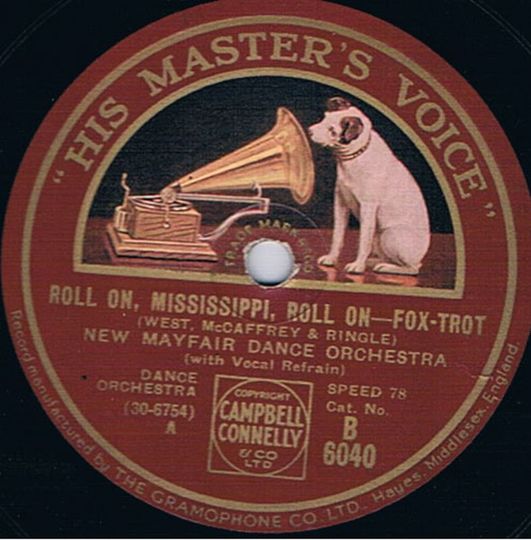 "HIS MASTER'S VOICE"
TRADE MARK
ROLL ON, MISSISSIPPI, ROLL ON—FOX-TROT
(WEST, McCAFFREY & RINGLE)
NEW MAYFAIR DANCE ORCHESTRA
(with Vocal Refrain)
DANCE
ORCHESTRA
(30-6754)
A
COPYRIGHT
CAMPBELL
CONNELLY
& CO
LTD
SPEED 78
Cat. No.
B
6040
Record manufactured by THE GRAMOPHONE CO. LTD. Hayes, Middlesex, England.